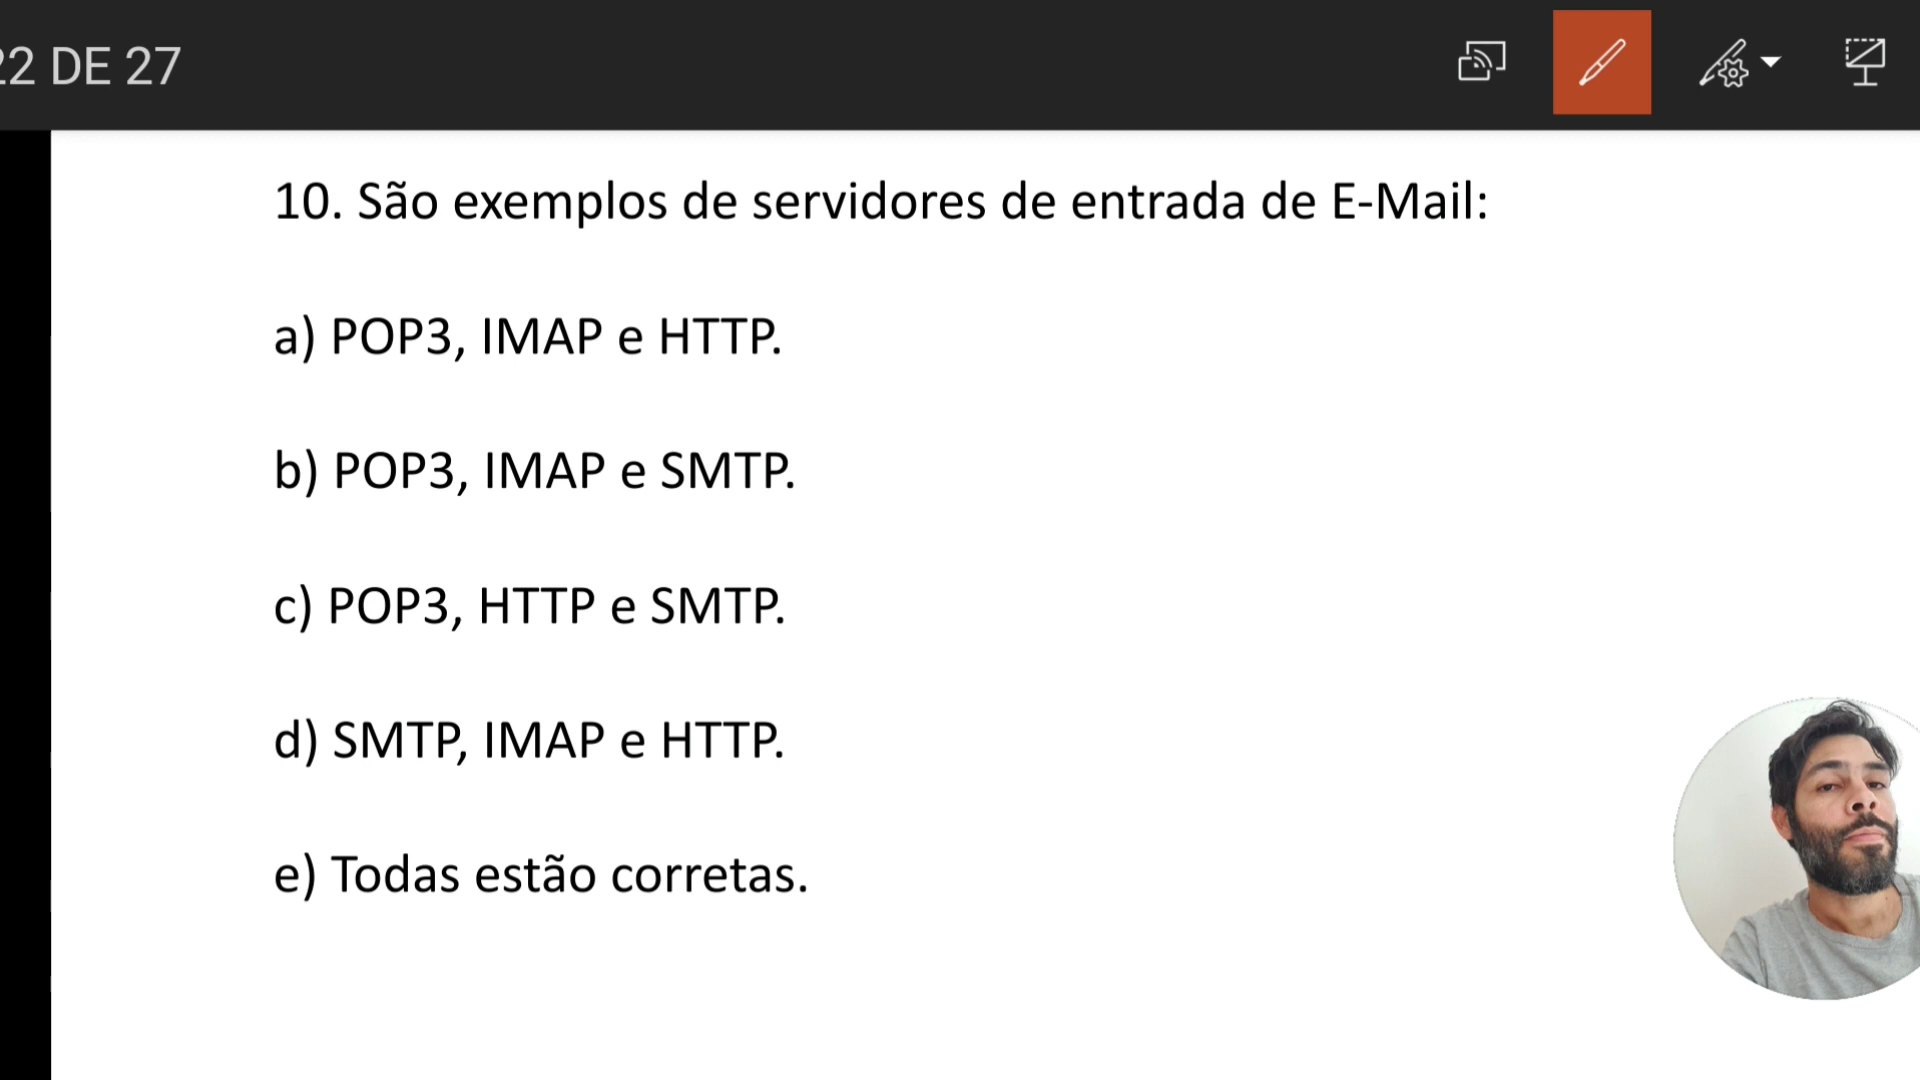 22 DE 27
10. São exemplos de servidores de entrada de E-Mail:
a) POP3, IMAP e HTTP.
b) POP3, IMAP e SMTP.
c) POP3, HTTP e SMTP.
d) SMTP, IMAP e HTTP.
e) Todas estão corretas.